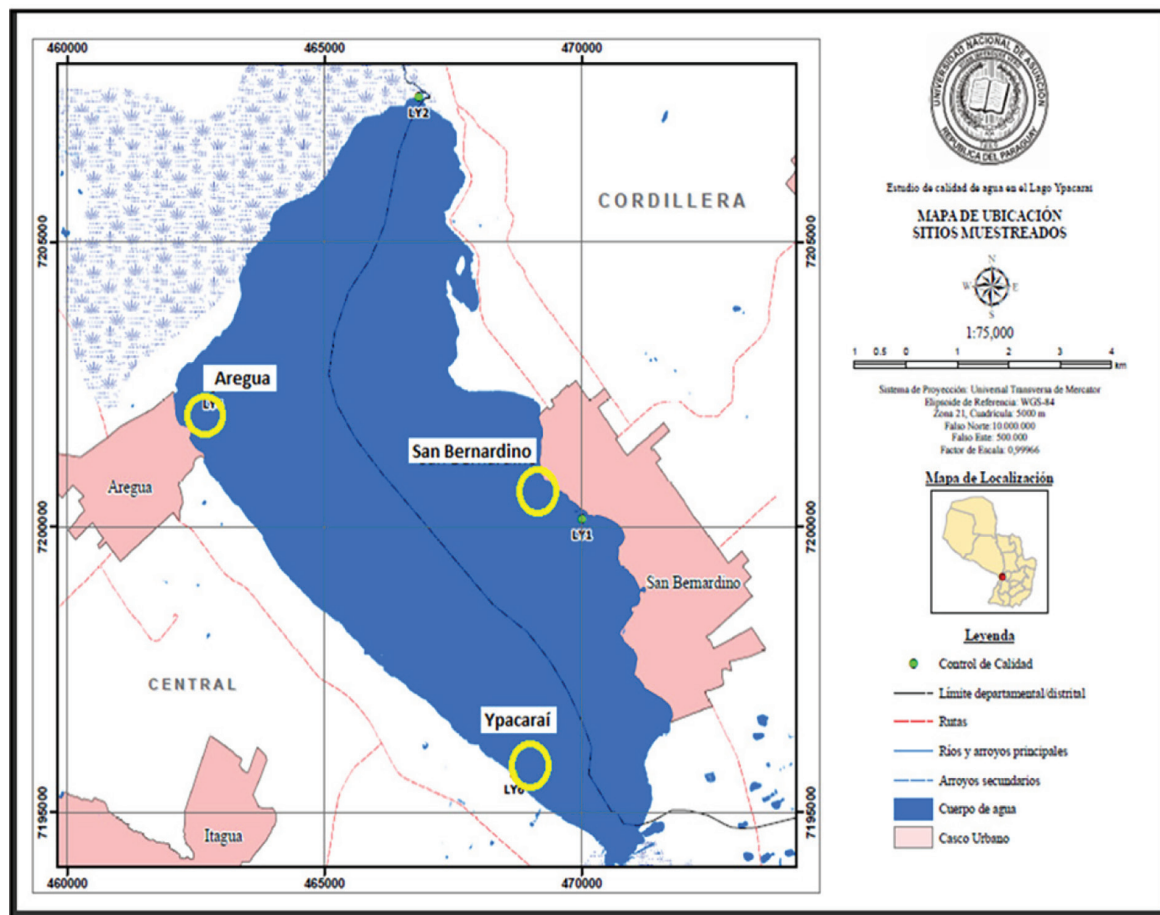 460000
465000
470000
LY2
CORDILLERA
7205000
7205000
Aregua
LY
San Bernardino
Aregua
7200000
7200000
LY1
San Bernardino
CENTRAL
Ypacaraí
LY6
7195000
7195000
Itagua
460000
465000
470000
UNIVERSIDAD NACIONAL DE ASUNCIÓN
REPUBLICA DEL PARAGUAY
Estudio de calidad de agua en el Lago Ypacarai
MAPA DE UBICACIÓN
SITIOS MUESTREADOS
N
W E
S
1:75,000
1 0.5 0 1 2 3 4
km
Sistema de Proyección: Universal Transversa de Mercator
Elipsoide de Referencia: WGS-84
Zona 21, Cuadrícula: 5000 m
Falso Norte: 10.000.000
Falso Este: 500.000
Factor de Escala: 0,99966
Mapa de Localización
Leyenda
Control de Calidad
Límite departamental/distrital
Rutas
Ríos y arroyos principales
Arroyos secundarios
Cuerpo de agua
Casco Urbano